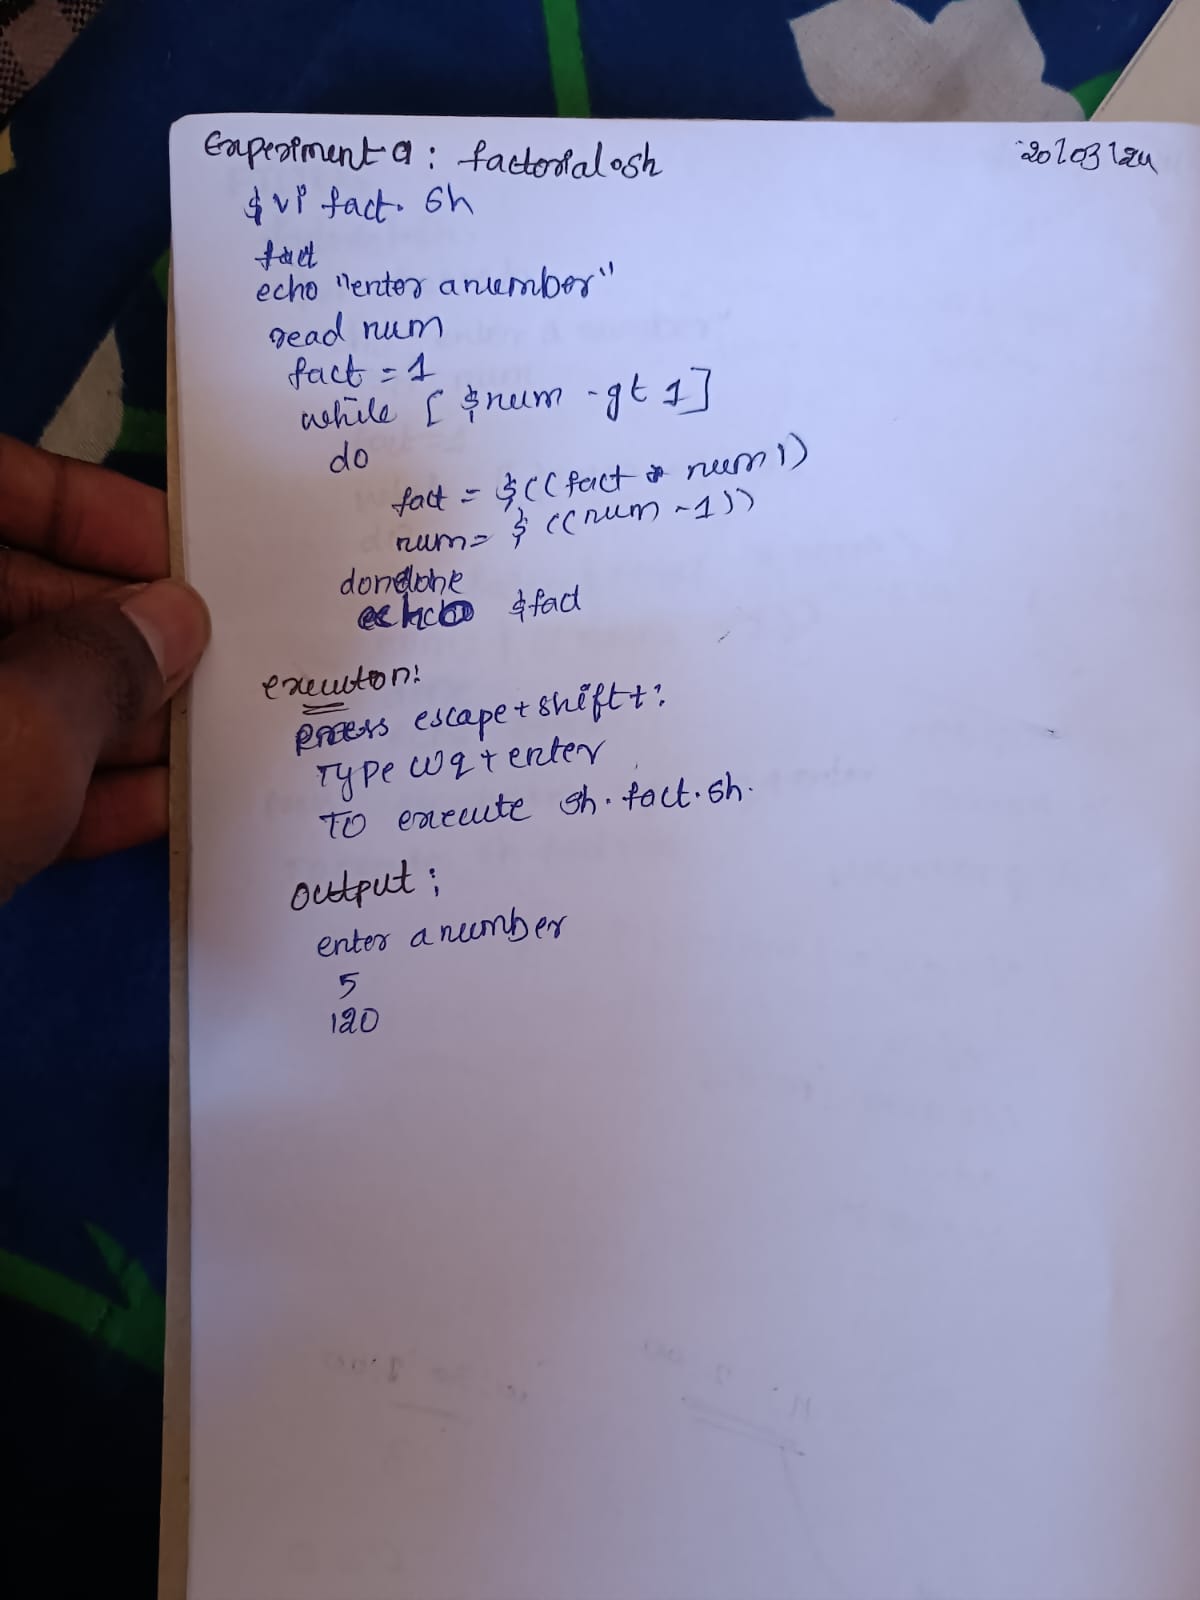 Experiment 9: factorial.sh 20/03/24
$ vi fact. sh
echo "enter a number"
read num
fact = 1
while [ $num -gt 1]
do
fact = $((fact * num))
num= $ ((num -1))
done
echo $fact
execution:
press escape + shift + :
Type wq + enter
TO execute sh. fact. sh.
output ;
enter a number
5
120